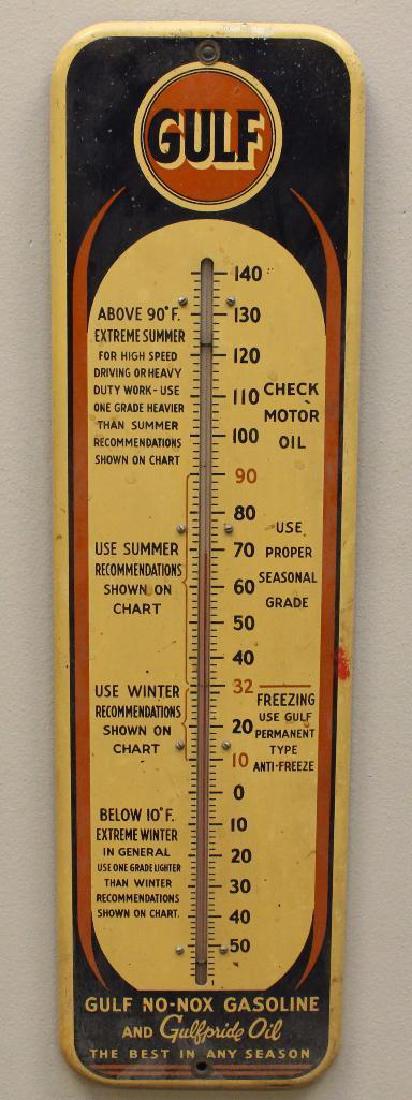 GULF
140
130
120
110
100
90
80
70
60
50
40
32
20
10
0
10
20
30
40
50
ABOVE 90°F.
EXTREME SUMMER
FOR HIGH SPEED
DRIVING OR HEAVY
DUTY WORK - USE
ONE GRADE HEAVIER
THAN SUMMER
RECOMMENDATIONS
SHOWN ON CHART
USE SUMMER
RECOMMENDATIONS
SHOWN ON
CHART
USE WINTER
RECOMMENDATIONS
SHOWN ON
CHART
BELOW 10°F.
EXTREME WINTER
IN GENERAL
USE ONE GRADE LIGHTER
THAN WINTER
RECOMMENDATIONS
SHOWN ON CHART.
CHECK
MOTOR
OIL
USE
PROPER
SEASONAL
GRADE
FREEZING
USE GULF
PERMANENT
TYPE
ANTI-FREEZE
GULF NO-NOX GASOLINE
AND Gulfpride Oil
THE BEST IN ANY SEASON